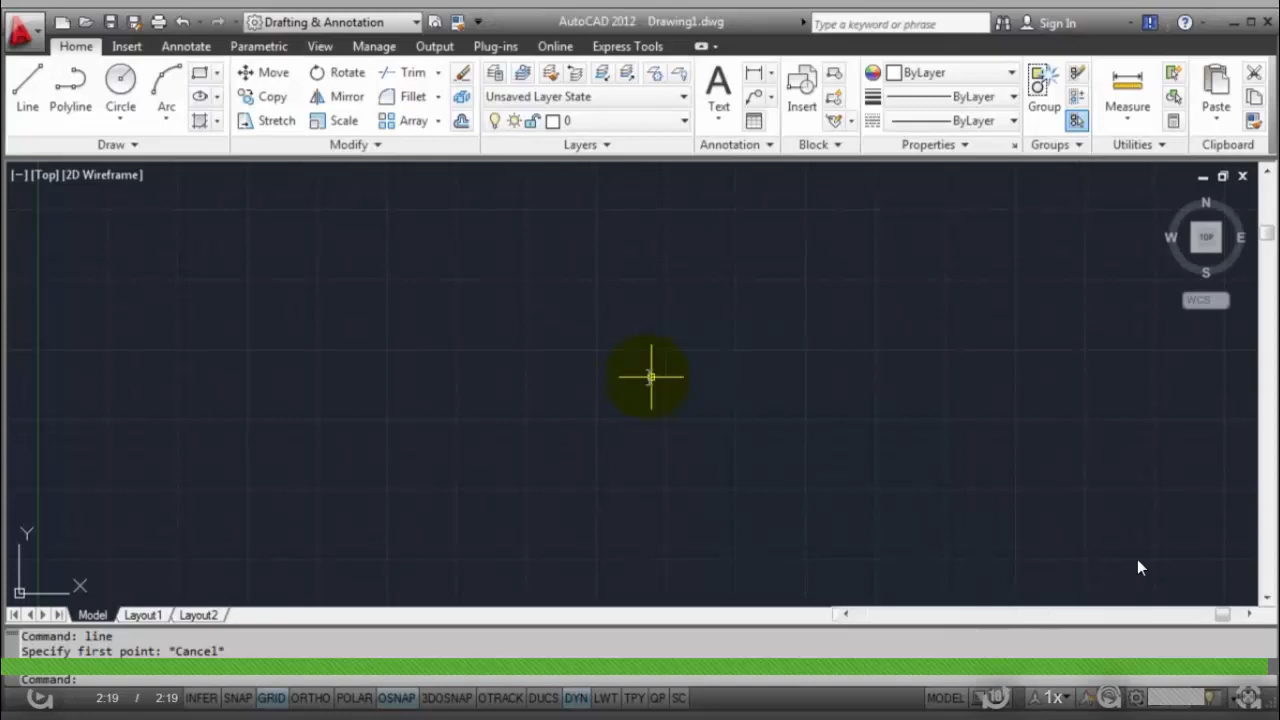 Drafting & Annotation
AutoCAD 2012 Drawing1.dwg
Type a keyword or phrase
Sign In
Home Insert Annotate Parametric View Manage Output Plug-ins Online Express Tools
Line Polyline Circle Arc
Move Rotate Trim
Copy Mirror Fillet
Stretch Scale Array
Unsaved Layer State
0
Text
Insert
ByLayer
ByLayer
ByLayer
Group
Measure
Paste
Draw Modify Layers Annotation Block Properties Groups Utilities Clipboard
[−] [Top] [2D Wireframe]
N
W TOP E
S
WCS
Y
X
Model Layout1 Layout2
Command: line
Specify first point: *Cancel*
Command:
2:19 2:19 INFER SNAP GRID ORTHO POLAR OSNAP 3DOSNAP OTRACK DUCS DYN LWT TPY QP SC MODEL 10 1x